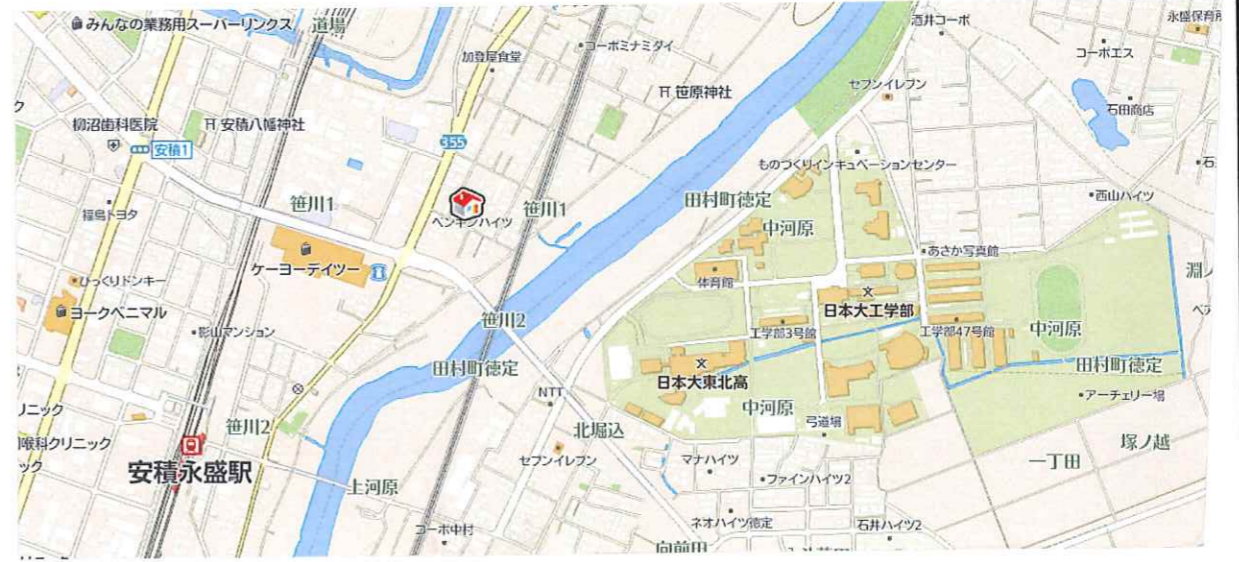 みんなの業務用スーパーリンクス
道場
酒井コーポ
永盛保育所
加登屋食堂
コーポミナミダイ
コーポエス
笹原神社
セブンイレブン
石田商店
柳沼歯科医院
安積八幡神社
355
安積1
ものづくりインキュベーションセンター
西山ハイツ
福島トヨタ
笹川1
ペンギンハイツ
笹川1
田村町徳定
中河原
あさか写真館
ケーヨーデイツー
体育館
びっくりドンキー
日本大工学部
ヨークベニマル
影山マンション
笹川2
工学部3号館
工学部47号館
中河原
田村町徳定
日本大東北高
田村町徳定
NTT
中河原
アーチェリー場
リニック
笹川2
北堀込
弓道場
塚ノ越
喉科クリニック
セブンイレブン
マナハイツ
一丁田
ック
安積永盛駅
上河原
ファインハイツ2
コーポ中村
ネオハイツ徳定
石井ハイツ2
向前田